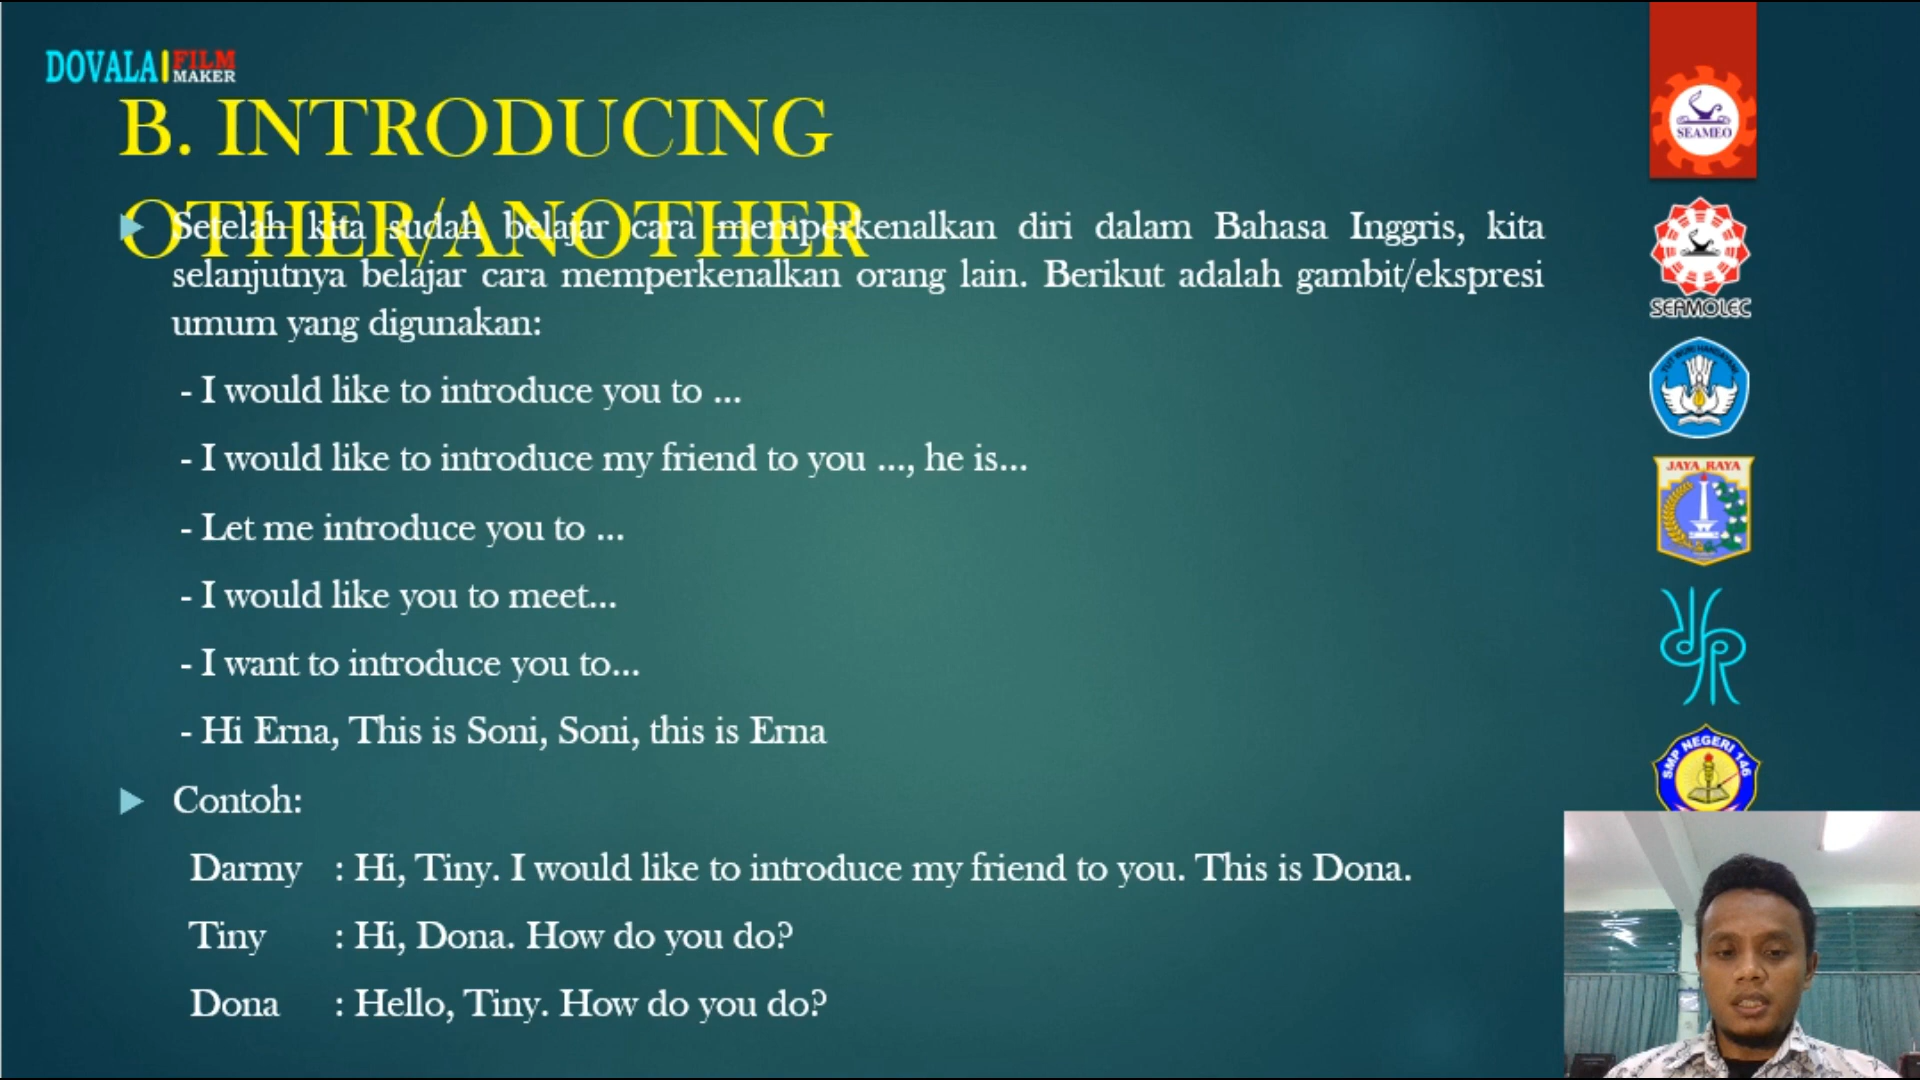 DOVALA FILM MAKER
B. INTRODUCING
OTHER/ANOTHER
Setelah kita sudah belajar cara memperkenalkan diri dalam Bahasa Inggris, kita
selanjutnya belajar cara memperkenalkan orang lain. Berikut adalah gambit/ekspresi
umum yang digunakan:
- I would like to introduce you to ...
- I would like to introduce my friend to you ..., he is...
- Let me introduce you to ...
- I would like you to meet...
- I want to introduce you to...
- Hi Erna, This is Soni, Soni, this is Erna
Contoh:
Darmy : Hi, Tiny. I would like to introduce my friend to you. This is Dona.
Tiny : Hi, Dona. How do you do?
Dona : Hello, Tiny. How do you do?
SEAMEO
SEAMOLEC
TUT WURI HANDAYANI
JAYA RAYA
SMP NEGERI 146